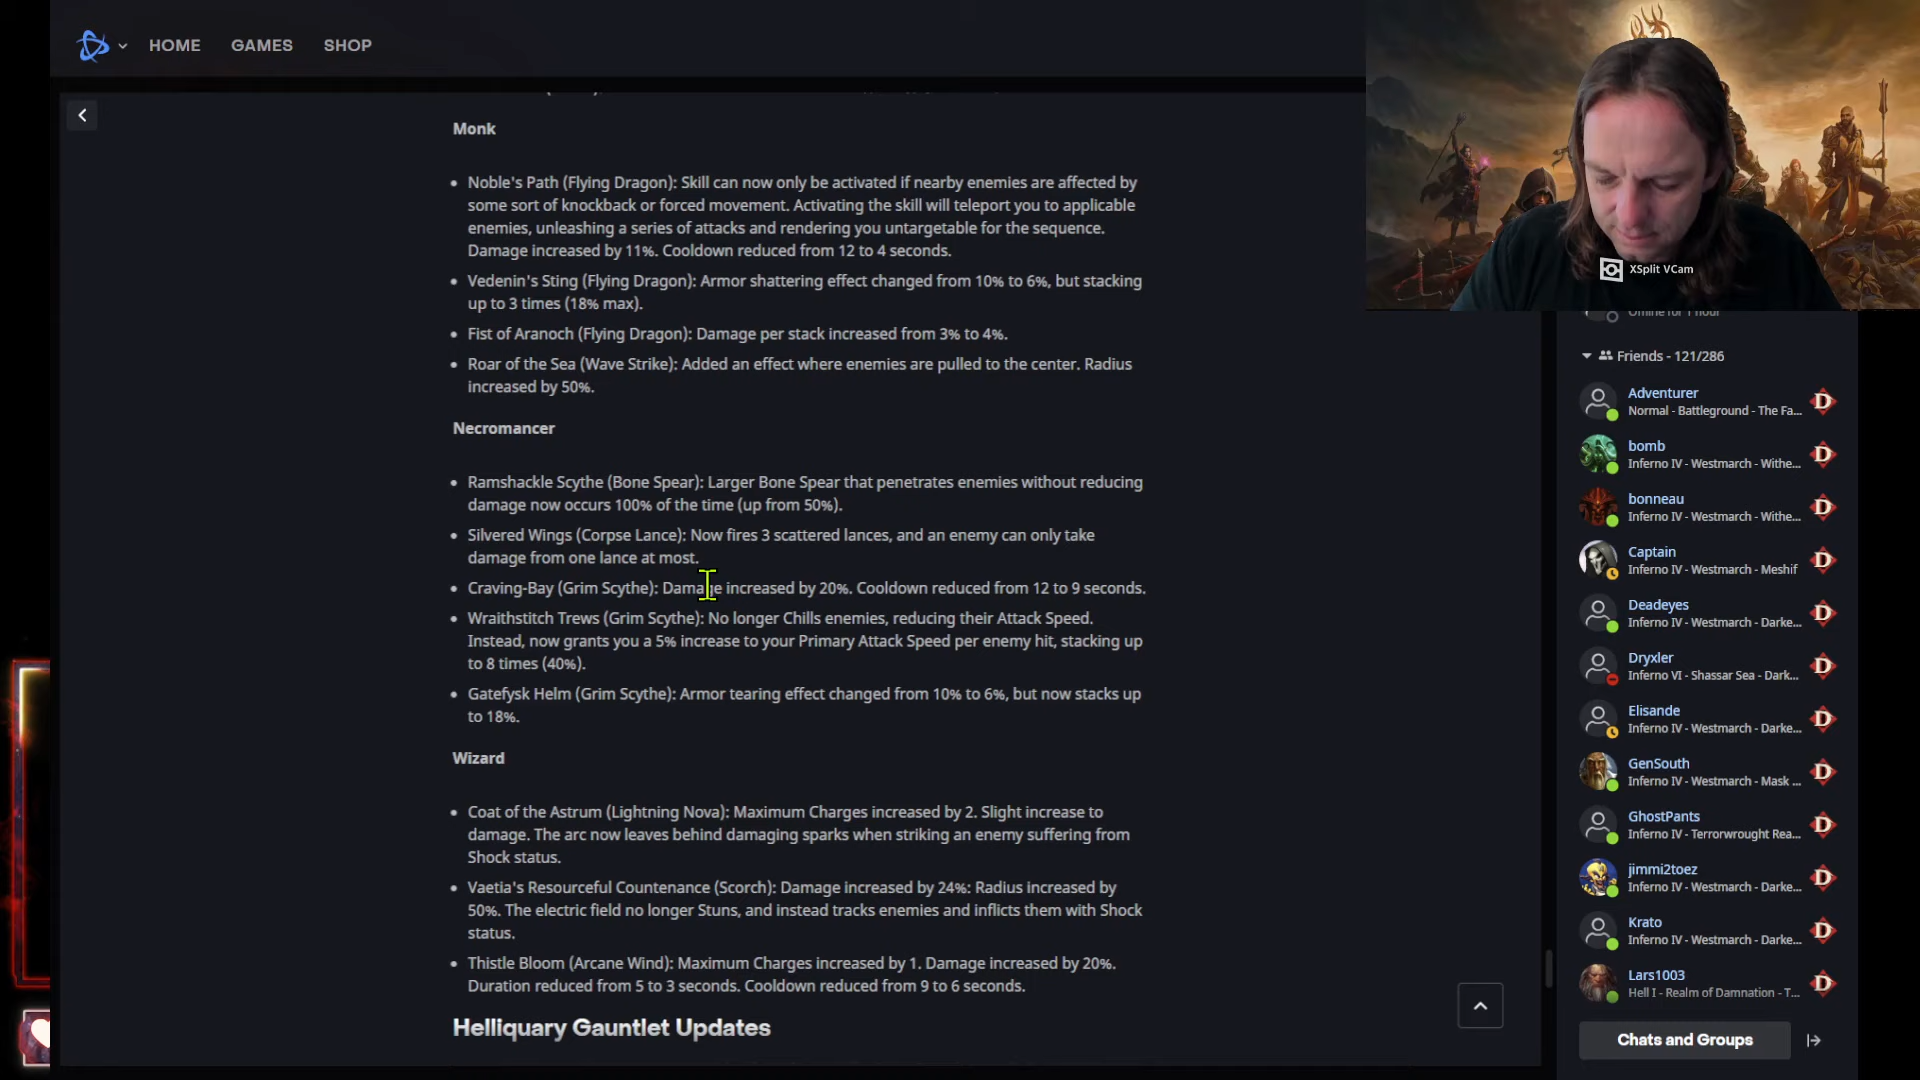 HOME GAMES SHOP
Monk
• Noble's Path (Flying Dragon): Skill can now only be activated if nearby enemies are affected by
some sort of knockback or forced movement. Activating the skill will teleport you to applicable
enemies, unleashing a series of attacks and rendering you untargetable for the sequence.
Damage increased by 11%. Cooldown reduced from 12 to 4 seconds.
• Vedenin's Sting (Flying Dragon): Armor shattering effect changed from 10% to 6%, but stacking
up to 3 times (18% max).
• Fist of Aranoch (Flying Dragon): Damage per stack increased from 3% to 4%.
• Roar of the Sea (Wave Strike): Added an effect where enemies are pulled to the center. Radius
increased by 50%.
Necromancer
• Ramshackle Scythe (Bone Spear): Larger Bone Spear that penetrates enemies without reducing
damage now occurs 100% of the time (up from 50%).
• Silvered Wings (Corpse Lance): Now fires 3 scattered lances, and an enemy can only take
damage from one lance at most.
• Craving-Bay (Grim Scythe): Damage increased by 20%. Cooldown reduced from 12 to 9 seconds.
• Wraithstitch Trews (Grim Scythe): No longer Chills enemies, reducing their Attack Speed.
Instead, now grants you a 5% increase to your Primary Attack Speed per enemy hit, stacking up
to 8 times (40%).
• Gatefysk Helm (Grim Scythe): Armor tearing effect changed from 10% to 6%, but now stacks up
to 18%.
Wizard
• Coat of the Astrum (Lightning Nova): Maximum Charges increased by 2. Slight increase to
damage. The arc now leaves behind damaging sparks when striking an enemy suffering from
Shock status.
• Vaetia's Resourceful Countenance (Scorch): Damage increased by 24%: Radius increased by
50%. The electric field no longer Stuns, and instead tracks enemies and inflicts them with Shock
status.
• Thistle Bloom (Arcane Wind): Maximum Charges increased by 1. Damage increased by 20%.
Duration reduced from 5 to 3 seconds. Cooldown reduced from 9 to 6 seconds.
Helliquary Gauntlet Updates
XSplit VCam
Offline for 1 hour
Friends - 121/286
Adventurer
Normal - Battleground - The Fa...
bomb
Inferno IV - Westmarch - Withe...
bonneau
Inferno IV - Westmarch - Withe...
Captain
Inferno IV - Westmarch - Meshif
Deadeyes
Inferno IV - Westmarch - Darke...
Dryxler
Inferno VI - Shassar Sea - Dark...
Elisande
Inferno IV - Westmarch - Darke...
GenSouth
Inferno IV - Westmarch - Mask ...
GhostPants
Inferno IV - Terrorwrought Rea...
jimmi2toez
Inferno IV - Westmarch - Darke...
Krato
Inferno IV - Westmarch - Darke...
Lars1003
Hell I - Realm of Damnation - T...
Chats and Groups